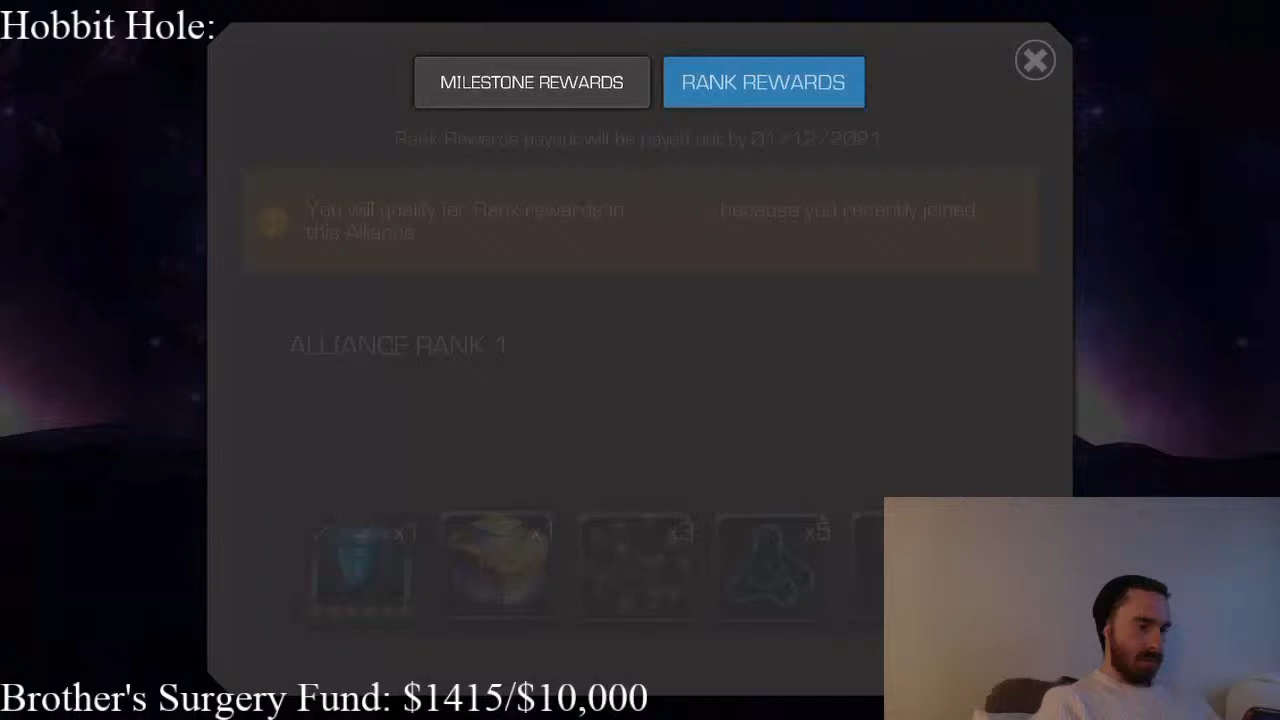 Hobbit Hole:
MILESTONE REWARDS
RANK REWARDS
Rank Rewards payout will be payed out by 01/12/2021
You will qualify for Rank rewards in because you recently joined
this Alliance
ALLIANCE RANK 1
x1
x1
x5
Brother's Surgery Fund: $1415/$10,000